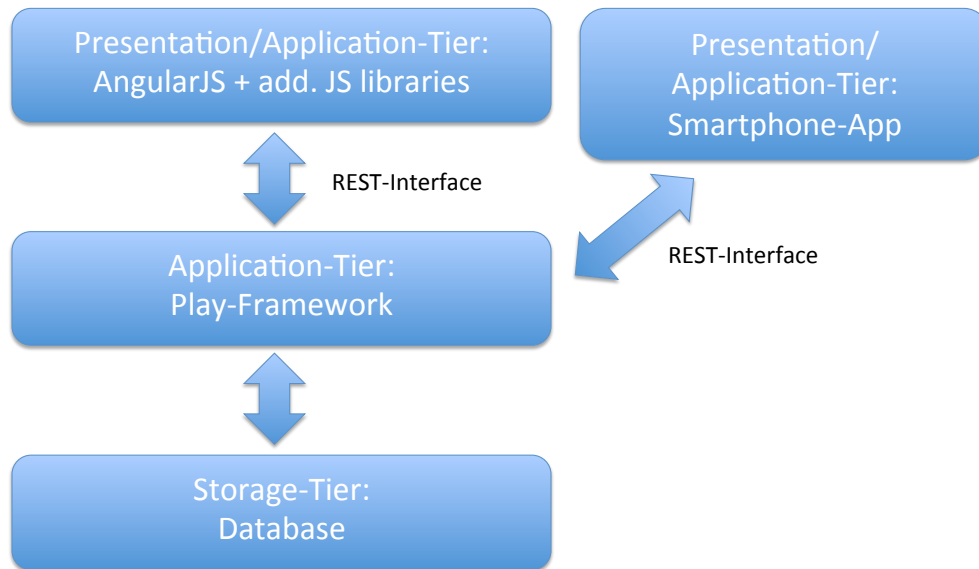 Presentation/Application-Tier:
AngularJS + add. JS libraries
Presentation/
Application-Tier:
Smartphone-App
REST-Interface
REST-Interface
Application-Tier:
Play-Framework
Storage-Tier:
Database